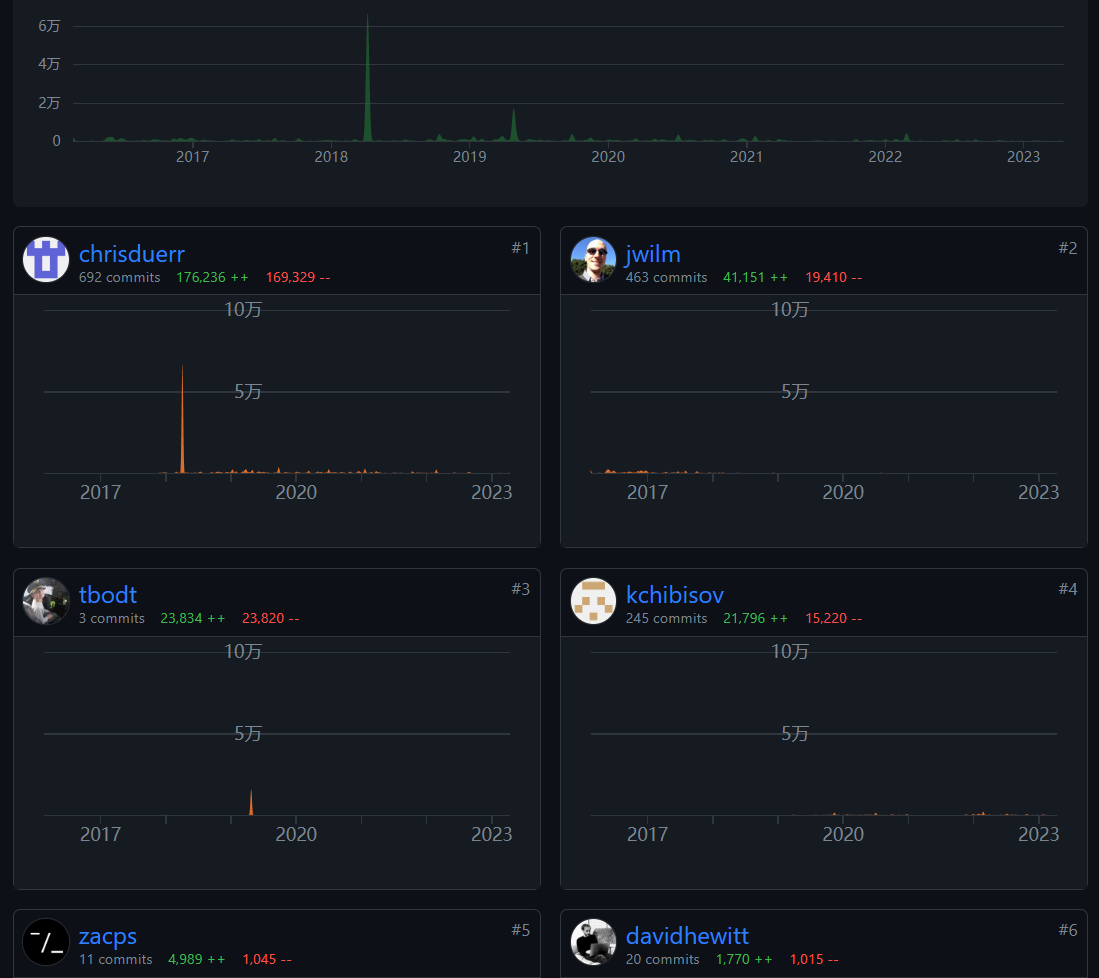 6万
4万
2万
0
2017 2018 2019 2020 2021 2022 2023
chrisduerr #1
692 commits 176,236 ++ 169,329 --
10万
5万
2017 2020 2023
jwilm #2
463 commits 41,151 ++ 19,410 --
10万
5万
2017 2020 2023
tbodt #3
3 commits 23,834 ++ 23,820 --
10万
5万
2017 2020 2023
kchibisov #4
245 commits 21,796 ++ 15,220 --
10万
5万
2017 2020 2023
~/_
zacps #5
11 commits 4,989 ++ 1,045 --
davidhewitt #6
20 commits 1,770 ++ 1,015 --